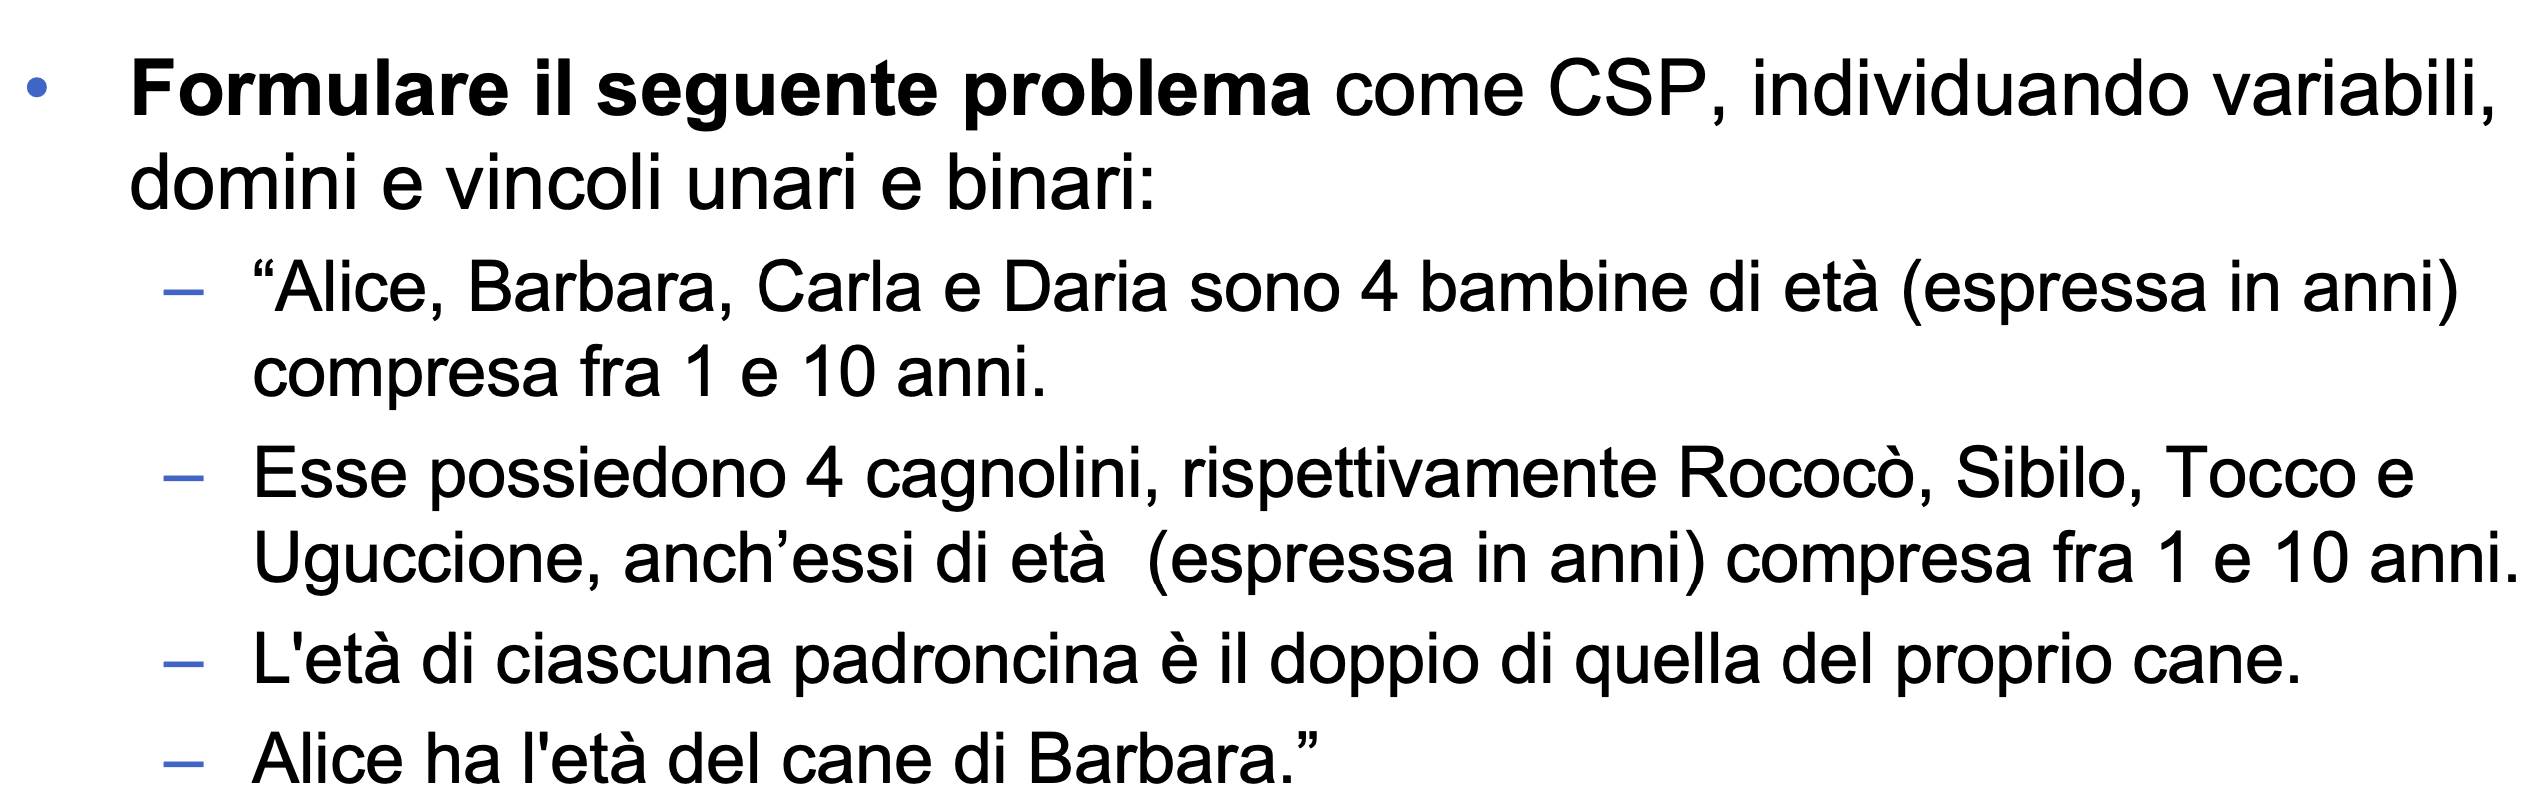 • Formulare il seguente problema come CSP, individuando variabili,
domini e vincoli unari e binari:
– “Alice, Barbara, Carla e Daria sono 4 bambine di età (espressa in anni)
compresa fra 1 e 10 anni.
– Esse possiedono 4 cagnolini, rispettivamente Rococò, Sibilo, Tocco e
Uguccione, anch’essi di età (espressa in anni) compresa fra 1 e 10 anni.
– L'età di ciascuna padroncina è il doppio di quella del proprio cane.
– Alice ha l'età del cane di Barbara.”